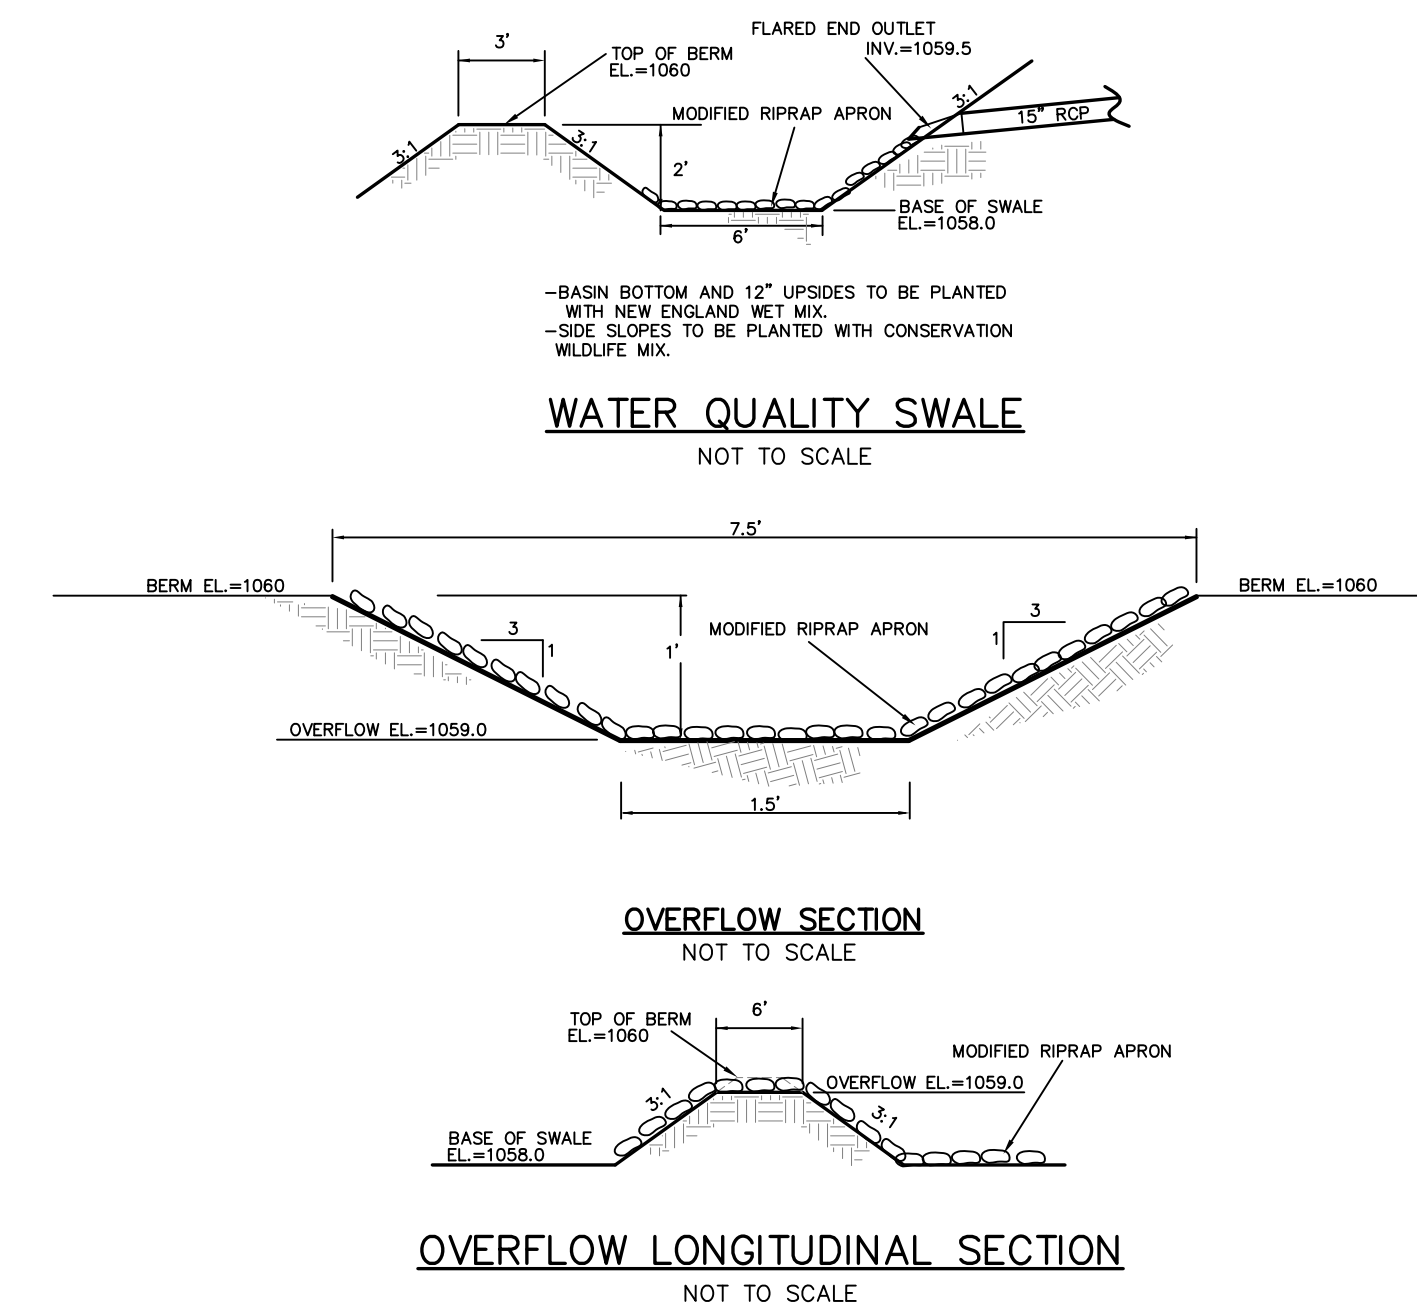 FLARED END OUTLET
INV.=1059.5
3'
TOP OF BERM
EL.=1060
3:1
MODIFIED RIPRAP APRON
15" RCP
3:1
3:1
2'
BASE OF SWALE
EL.=1058.0
6'
-BASIN BOTTOM AND 12" UPSIDES TO BE PLANTED
WITH NEW ENGLAND WET MIX.
-SIDE SLOPES TO BE PLANTED WITH CONSERVATION
WILDLIFE MIX.
WATER QUALITY SWALE
NOT TO SCALE
7.5'
BERM EL.=1060
BERM EL.=1060
3
1
1'
MODIFIED RIPRAP APRON
3
1
OVERFLOW EL.=1059.0
1.5'
OVERFLOW SECTION
NOT TO SCALE
6'
TOP OF BERM
EL.=1060
MODIFIED RIPRAP APRON
OVERFLOW EL.=1059.0
3:1
3:1
BASE OF SWALE
EL.=1058.0
OVERFLOW LONGITUDINAL SECTION
NOT TO SCALE